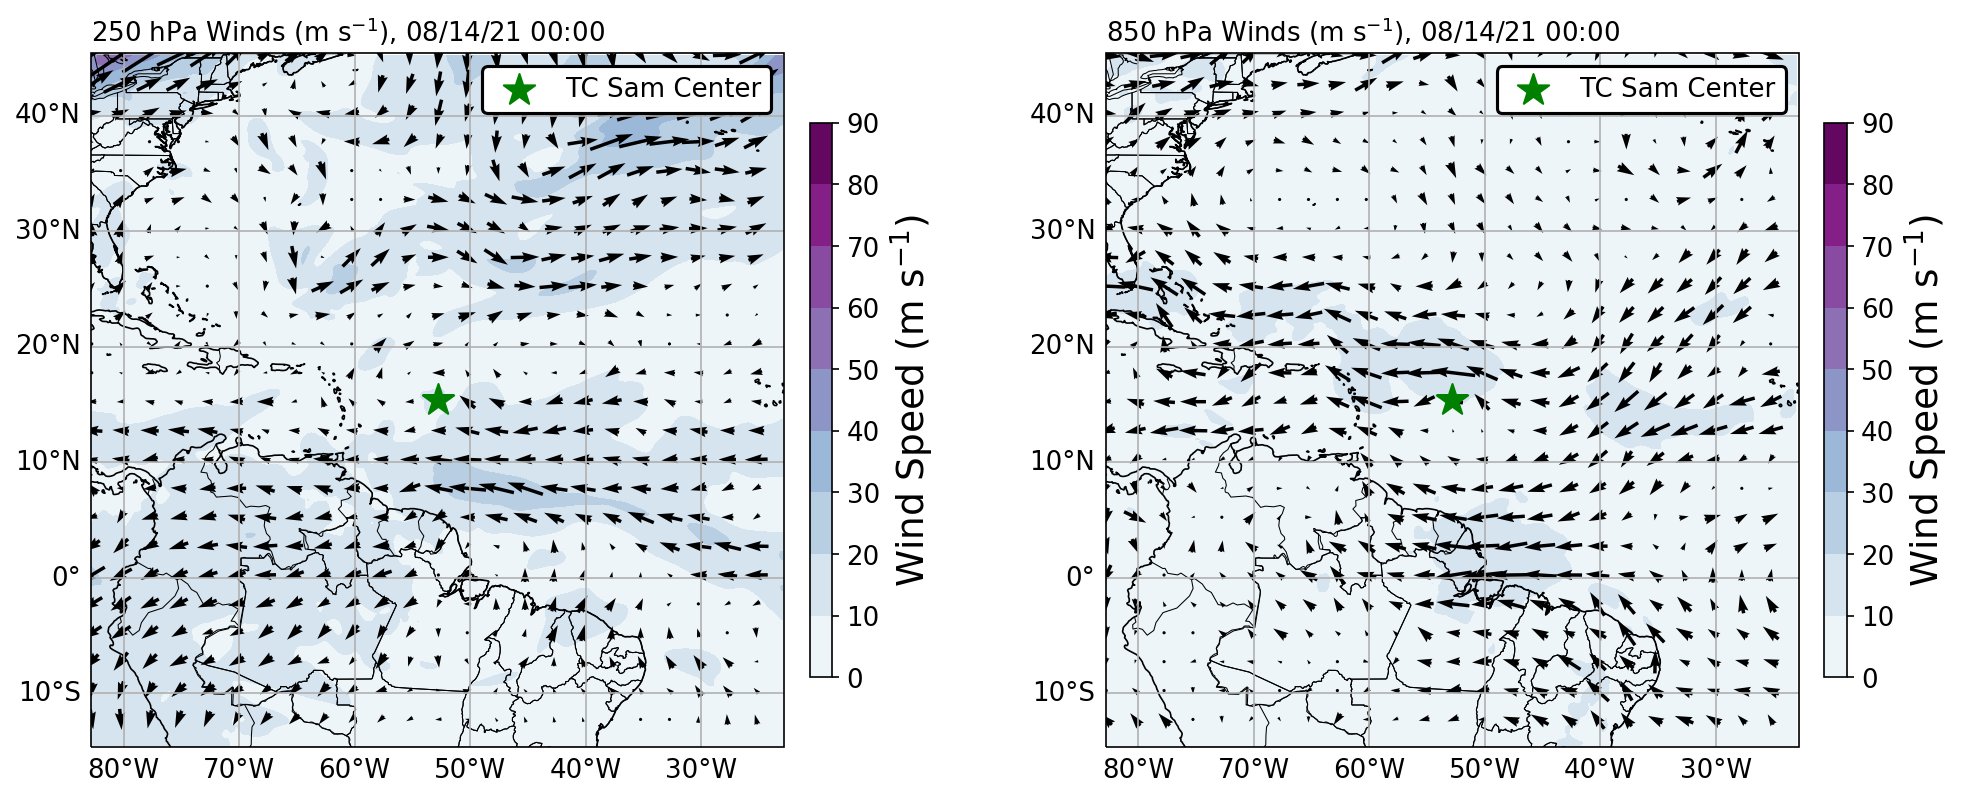 250 hPa Winds (m s⁻¹), 08/14/21 00:00
TC Sam Center
40°N
30°N
20°N
10°N
0°
10°S
80°W 70°W 60°W 50°W 40°W 30°W
90
80
70
60
50
40
30
20
10
0
Wind Speed (m s⁻¹)
850 hPa Winds (m s⁻¹), 08/14/21 00:00
TC Sam Center
40°N
30°N
20°N
10°N
0°
10°S
80°W 70°W 60°W 50°W 40°W 30°W
90
80
70
60
50
40
30
20
10
0
Wind Speed (m s⁻¹)